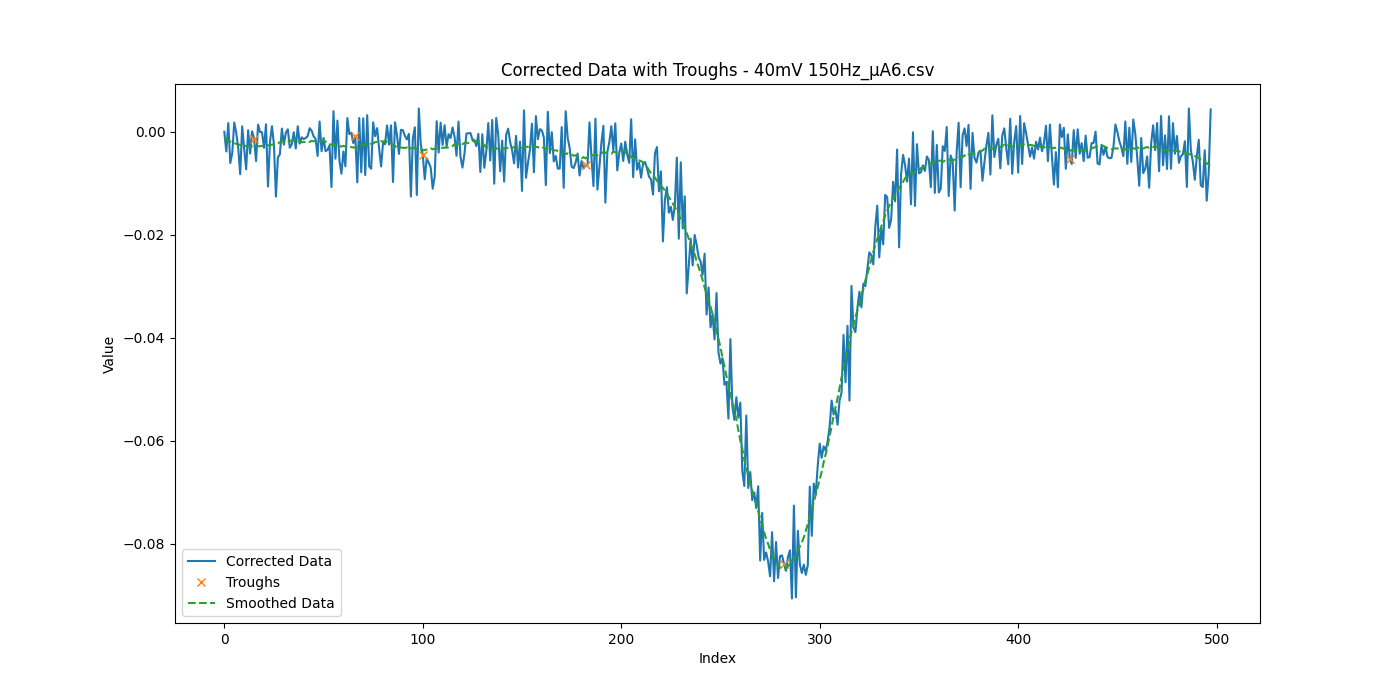 Corrected Data with Troughs - 40mV 150Hz_µA6.csv
Value
0.00
−0.02
−0.04
−0.06
−0.08
Corrected Data
Troughs
Smoothed Data
0 100 200 300 400 500
Index